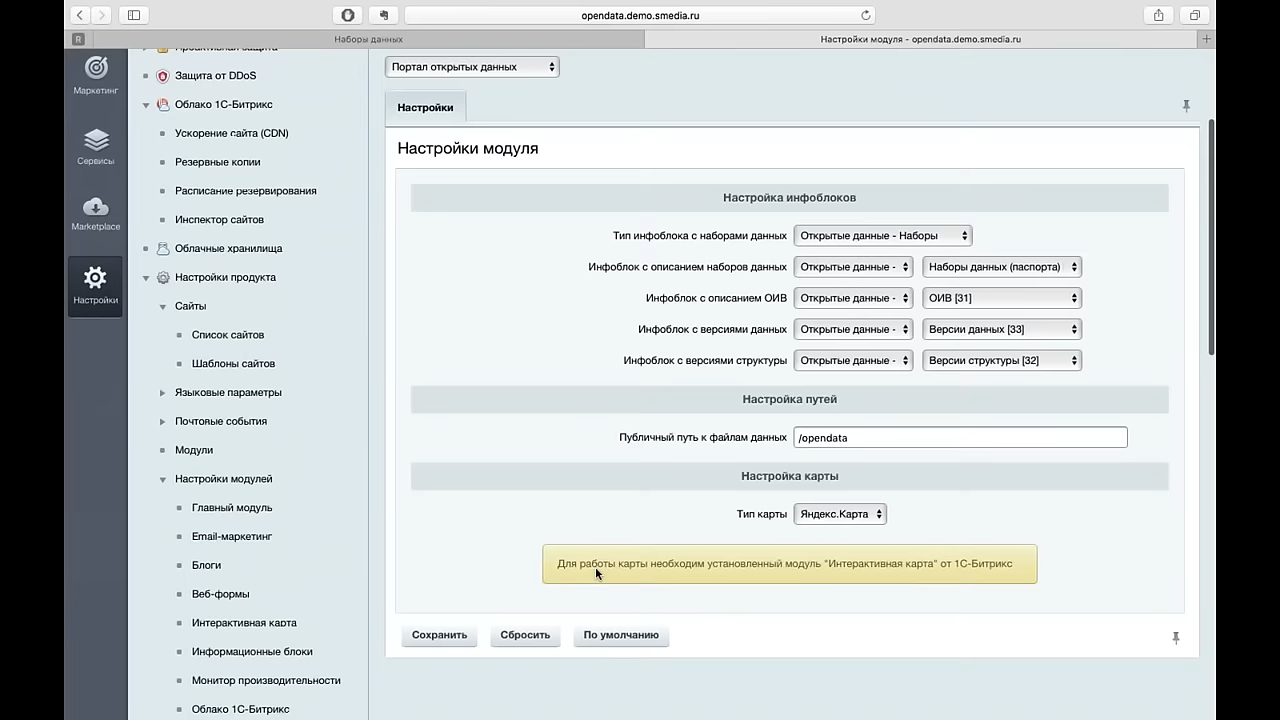 opendata.demo.smedia.ru
R
Наборы данных
Настройки модуля - opendata.demo.smedia.ru
Маркетинг
Сервисы
Marketplace
Настройки
Проактивная защита
Защита от DDoS
Облако 1С-Битрикс
Ускорение сайта (CDN)
Резервные копии
Расписание резервирования
Инспектор сайтов
Облачные хранилища
Настройки продукта
Сайты
Список сайтов
Шаблоны сайтов
Языковые параметры
Почтовые события
Модули
Настройки модулей
Главный модуль
Email-маркетинг
Блоги
Веб-формы
Интерактивная карта
Информационные блоки
Монитор производительности
Облако 1С-Битрикс
Портал открытых данных
Настройки
Настройки модуля
Настройка инфоблоков
Тип инфоблока с наборами данных Открытые данные - Наборы
Инфоблок с описанием наборов данных Открытые данные - Наборы данных (паспорта)
Инфоблок с описанием ОИВ Открытые данные - ОИВ [31]
Инфоблок с версиями данных Открытые данные - Версии данных [33]
Инфоблок с версиями структуры Открытые данные - Версии структуры [32]
Настройка путей
Публичный путь к файлам данных /opendata
Настройка карты
Тип карты Яндекс.Карта
Для работы карты необходим установленный модуль "Интерактивная карта" от 1С-Битрикс
Сохранить Сбросить По умолчанию